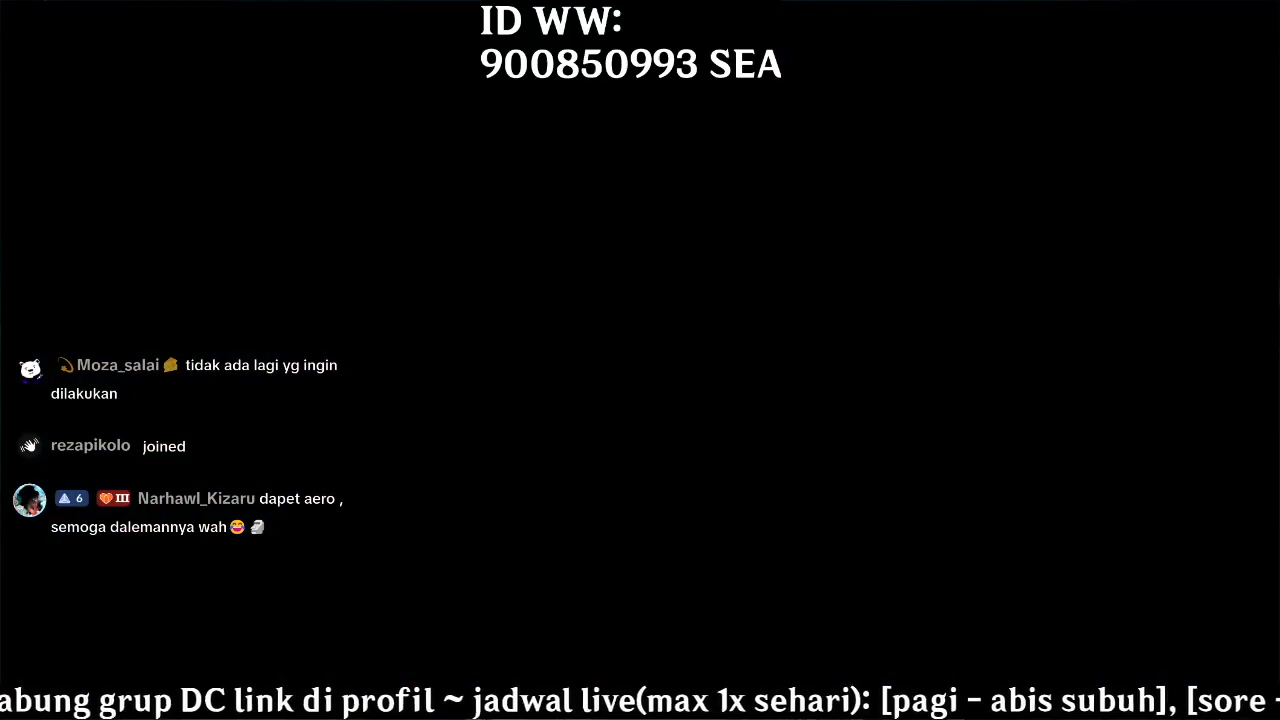 ID WW:
900850993 SEA
Moza_salai tidak ada lagi yg ingin
dilakukan
rezapikolo joined
6 III Narhawl_Kizaru dapet aero ,
semoga dalemannya wah😂 🗿
abung grup DC link di profil ~ jadwal live(max 1x sehari): [pagi - abis subuh], [sore